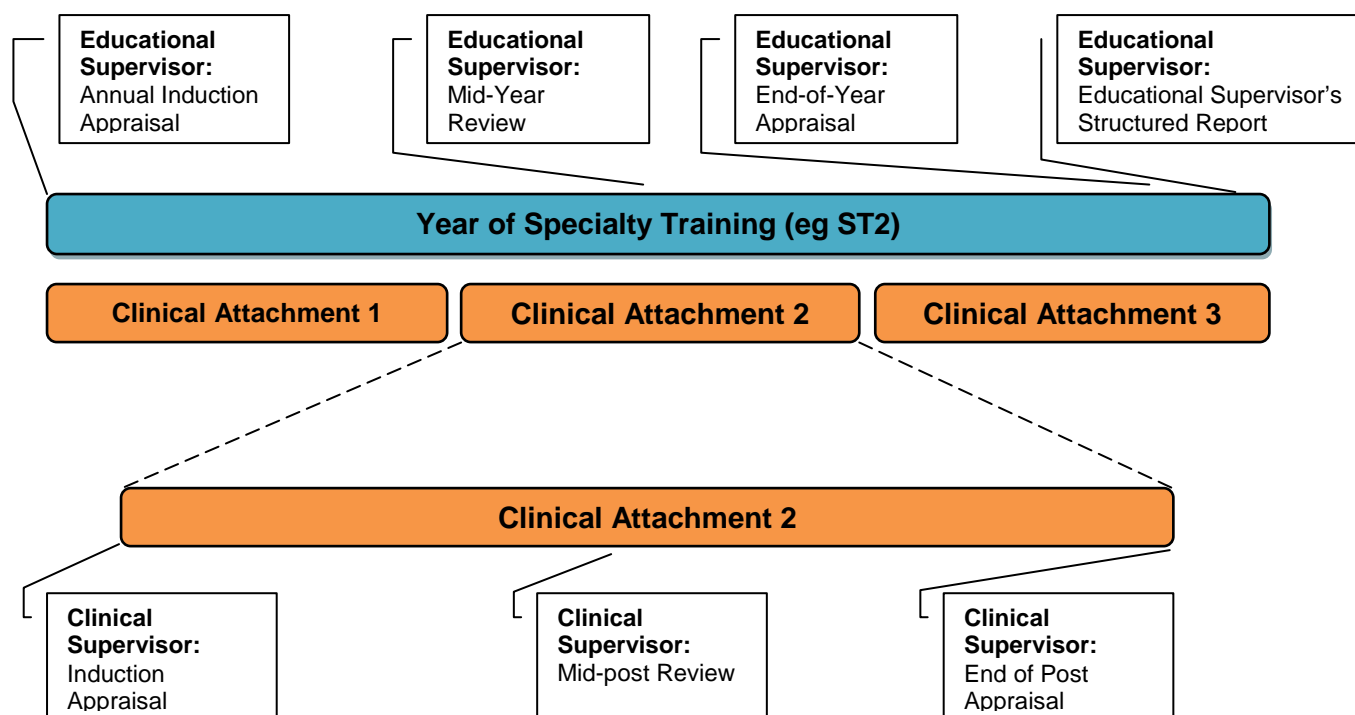 Educational
Supervisor:
Annual Induction
Appraisal
Educational
Supervisor:
Mid-Year
Review
Educational
Supervisor:
End-of-Year
Appraisal
Educational
Supervisor:
Educational Supervisor’s
Structured Report
Year of Specialty Training (eg ST2)
Clinical Attachment 1
Clinical Attachment 2
Clinical Attachment 3
Clinical Attachment 2
Clinical
Supervisor:
Induction
Appraisal
Clinical
Supervisor:
Mid-post Review
Clinical
Supervisor:
End of Post
Appraisal